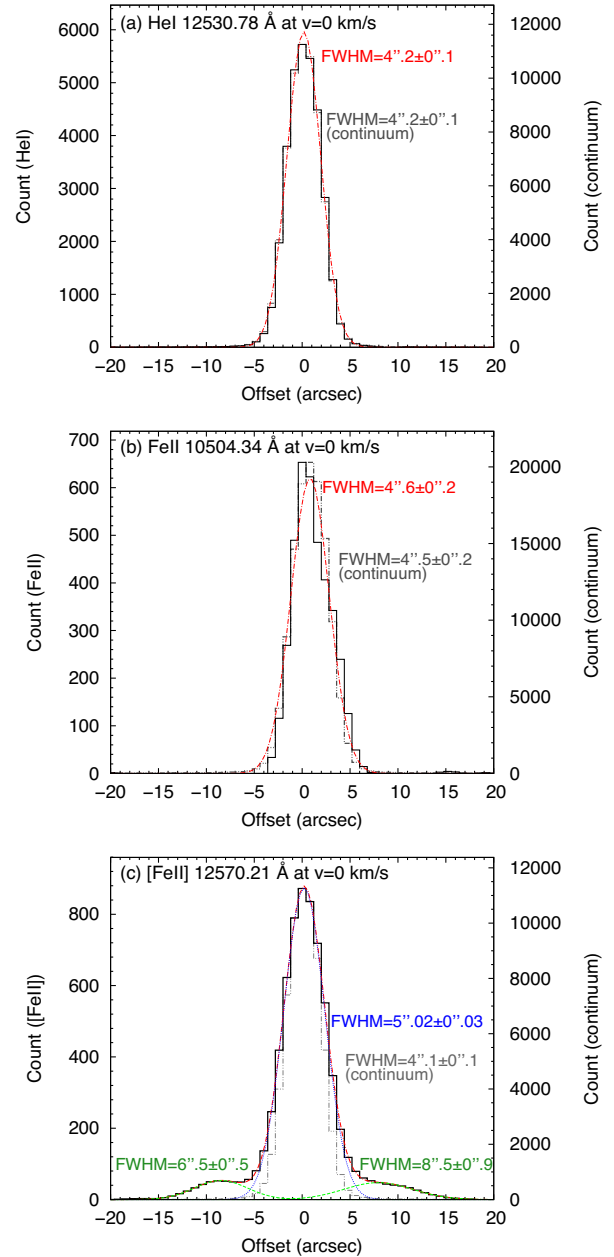 (a) HeI 12530.78 Å at v=0 km/s
FWHM=4".2±0".1
FWHM=4".2±0".1
(continuum)
6000
5000
4000
3000
2000
1000
0
Count (HeI)
12000
10000
8000
6000
4000
2000
0
Count (continuum)
−20 −15 −10 −5 0 5 10 15 20
Offset (arcsec)
(b) FeII 10504.34 Å at v=0 km/s
FWHM=4".6±0".2
FWHM=4".5±0".2
(continuum)
700
600
500
400
300
200
100
0
Count (FeII)
20000
15000
10000
5000
0
Count (continuum)
−20 −15 −10 −5 0 5 10 15 20
Offset (arcsec)
(c) [FeII] 12570.21 Å at v=0 km/s
FWHM=5".02±0".03
FWHM=4".1±0".1
(continuum)
FWHM=6".5±0".5
FWHM=8".5±0".9
800
600
400
200
0
Count ([FeII])
12000
10000
8000
6000
4000
2000
0
Count (continuum)
−20 −15 −10 −5 0 5 10 15 20
Offset (arcsec)